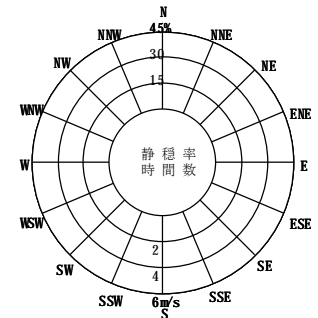 N
45%
NNW NNE
30
NW NE
15
WNW ENE
静穏率
時間数
W E
WSW ESE
2
SW SE
4
SSW SSE
6m/s
S